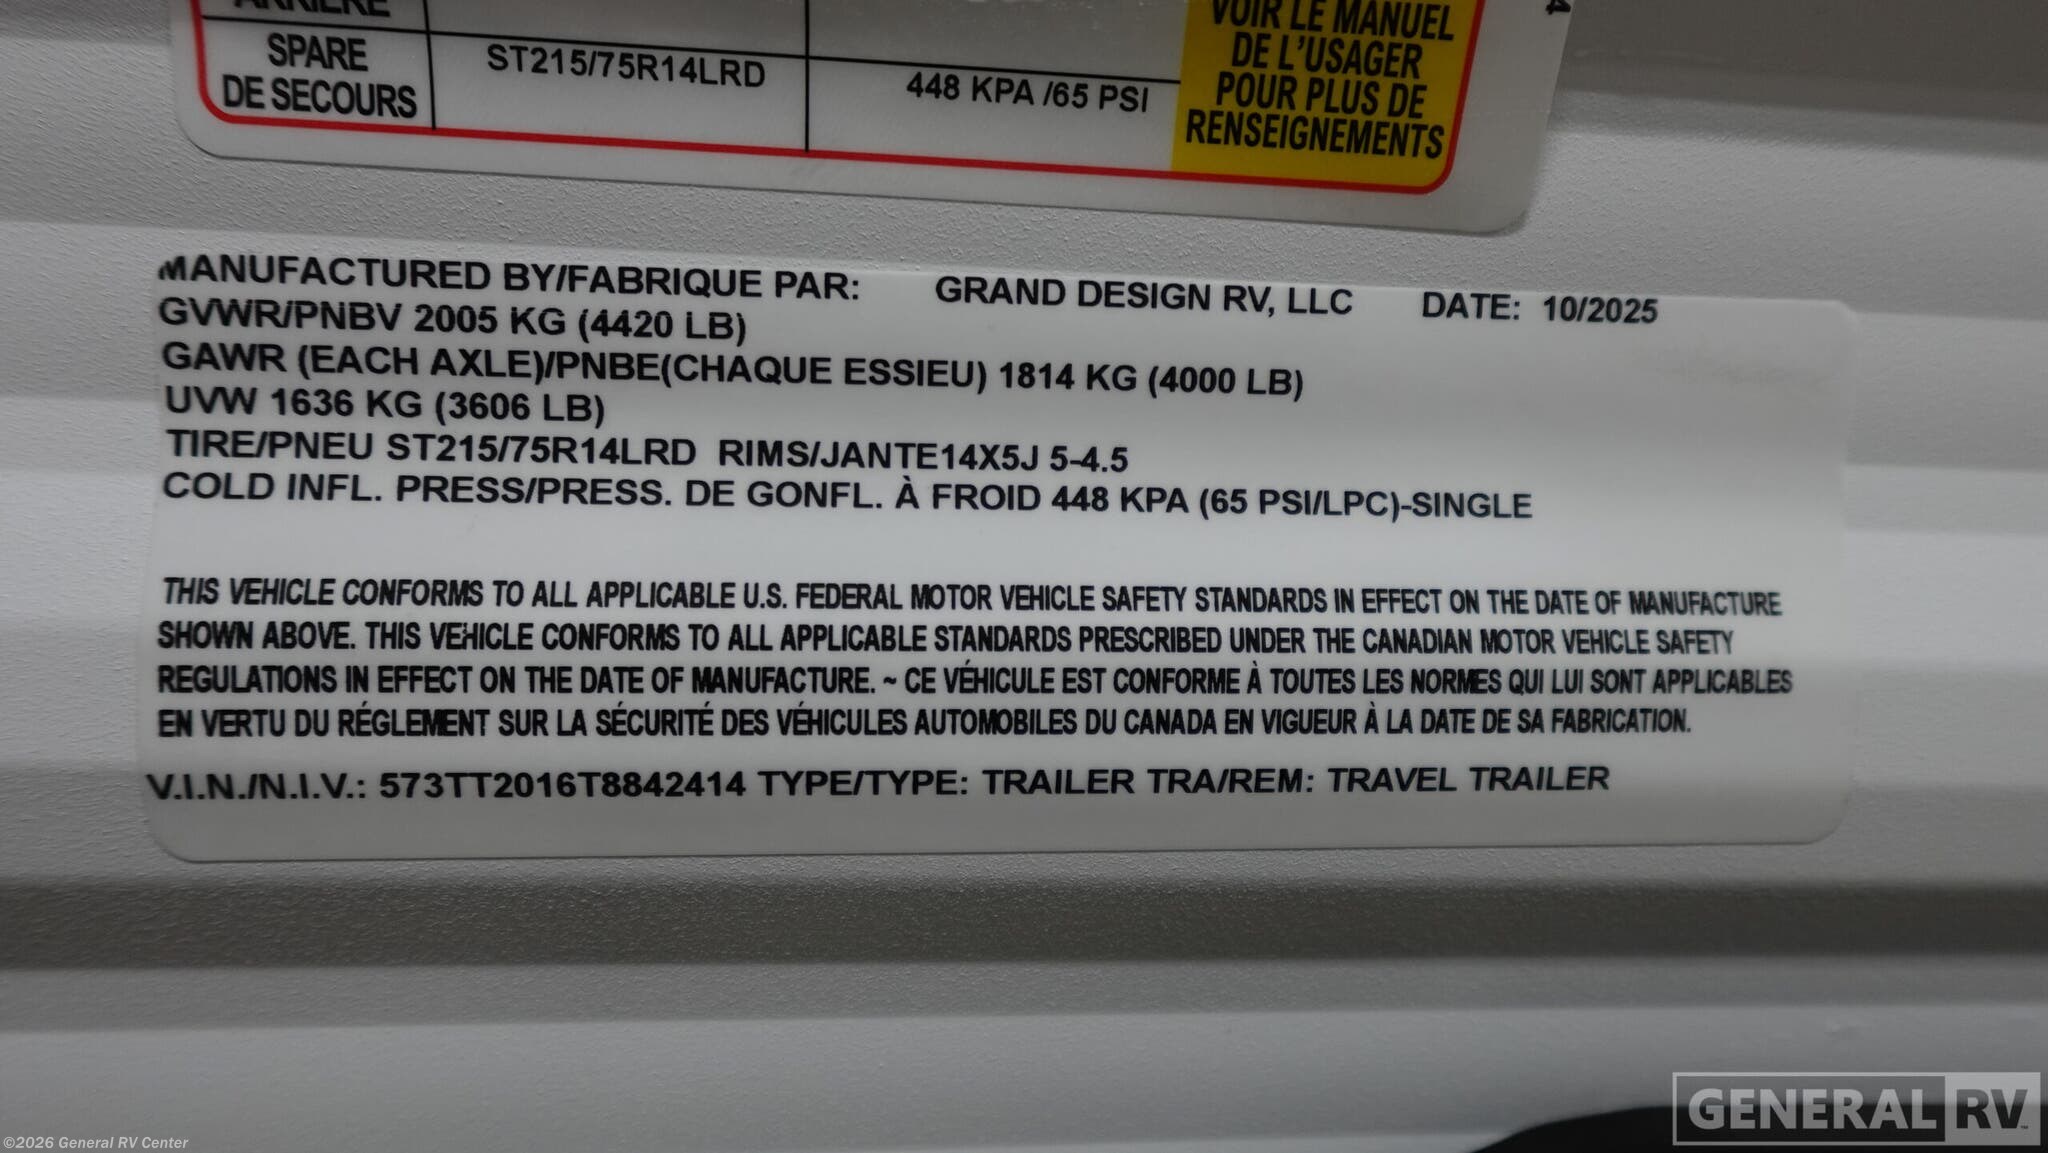 ARRIÈRE
SPARE
DE SECOURS
ST215/75R14LRD
448 KPA /65 PSI
VOIR LE MANUEL
DE L'USAGER
POUR PLUS DE
RENSEIGNEMENTS
4
MANUFACTURED BY/FABRIQUE PAR: GRAND DESIGN RV, LLC DATE: 10/2025
GVWR/PNBV 2005 KG (4420 LB)
GAWR (EACH AXLE)/PNBE(CHAQUE ESSIEU) 1814 KG (4000 LB)
UVW 1636 KG (3606 LB)
TIRE/PNEU ST215/75R14LRD RIMS/JANTE14X5J 5-4.5
COLD INFL. PRESS/PRESS. DE GONFL. À FROID 448 KPA (65 PSI/LPC)-SINGLE
THIS VEHICLE CONFORMS TO ALL APPLICABLE U.S. FEDERAL MOTOR VEHICLE SAFETY STANDARDS IN EFFECT ON THE DATE OF MANUFACTURE
SHOWN ABOVE. THIS VEHICLE CONFORMS TO ALL APPLICABLE STANDARDS PRESCRIBED UNDER THE CANADIAN MOTOR VEHICLE SAFETY
REGULATIONS IN EFFECT ON THE DATE OF MANUFACTURE. ~ CE VÉHICULE EST CONFORME À TOUTES LES NORMES QUI LUI SONT APPLICABLES
EN VERTU DU RÉGLEMENT SUR LA SÉCURITÉ DES VÉHICULES AUTOMOBILES DU CANADA EN VIGUEUR À LA DATE DE SA FABRICATION.
V.I.N./N.I.V.: 573TT2016T8842414 TYPE/TYPE: TRAILER TRA/REM: TRAVEL TRAILER
GENERAL RV
©2026 General RV Center